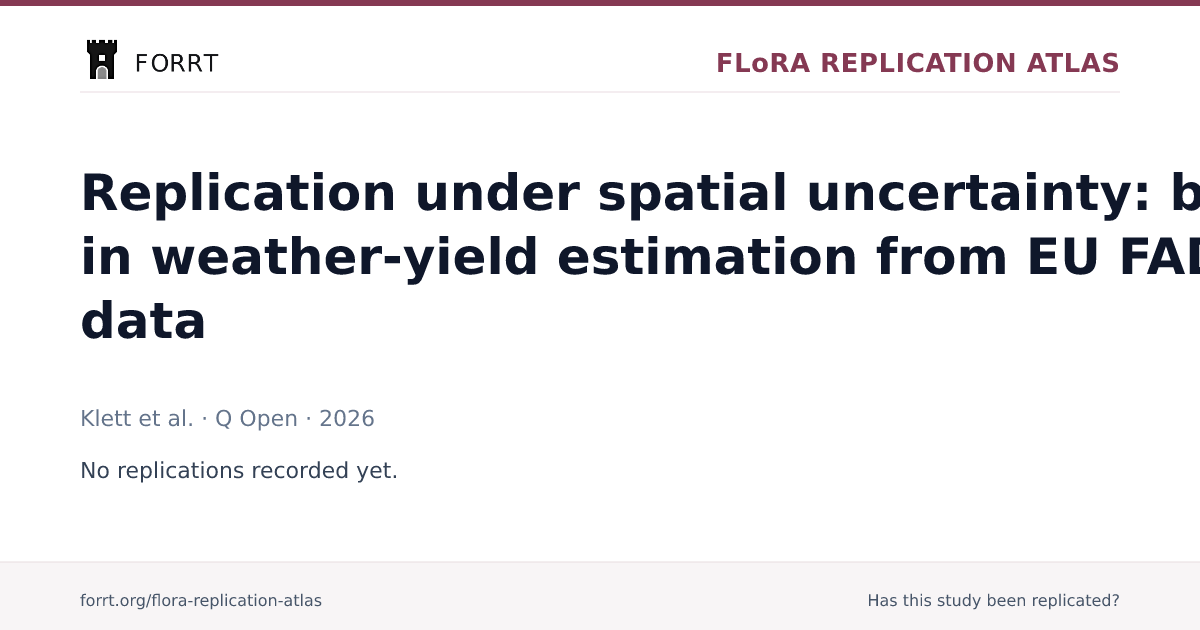 FORRT
FLoRA REPLICATION ATLAS
Replication under spatial uncertainty:
in weather-yield estimation from EU
data
Klett et al. · Q Open · 2026
No replications recorded yet.
forrt.org/flora-replication-atlas
Has this study been replicated?